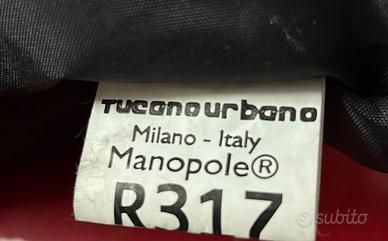 TUCANOURBANO
Milano - Italy
Manopole®
R317
subito